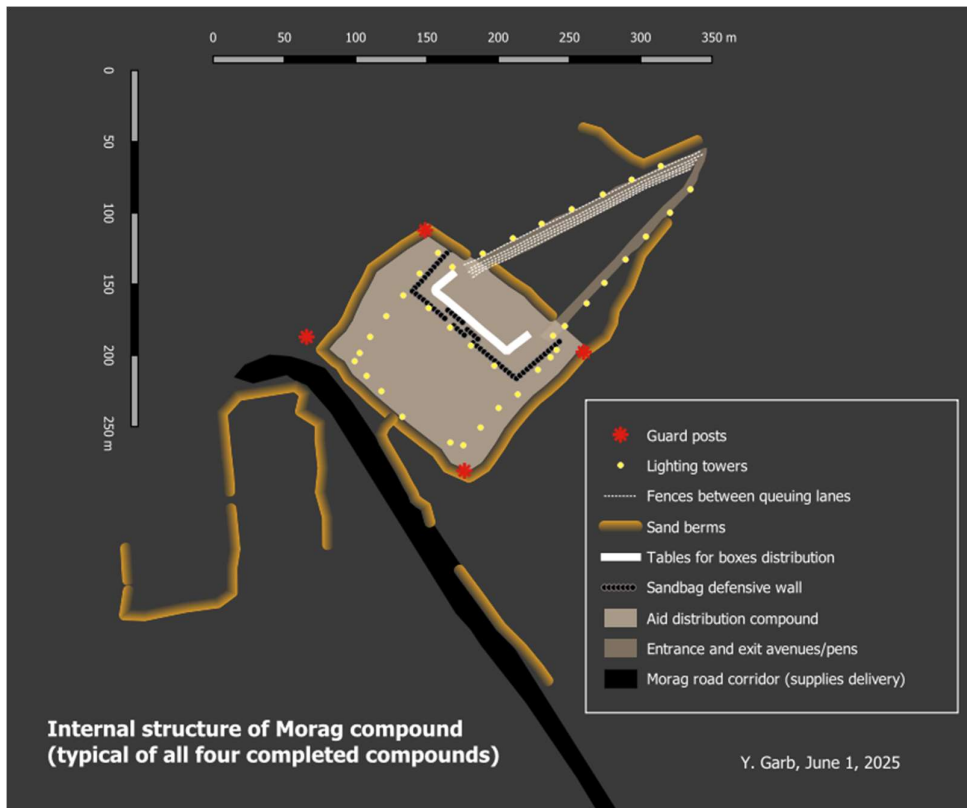 0 50 100 150 200 250 300 350 m
0
50
100
150
200
250 m
Guard posts
Lighting towers
Fences between queuing lanes
Sand berms
Tables for boxes distribution
Sandbag defensive wall
Aid distribution compound
Entrance and exit avenues/pens
Morag road corridor (supplies delivery)
Internal structure of Morag compound
(typical of all four completed compounds)
Y. Garb, June 1, 2025